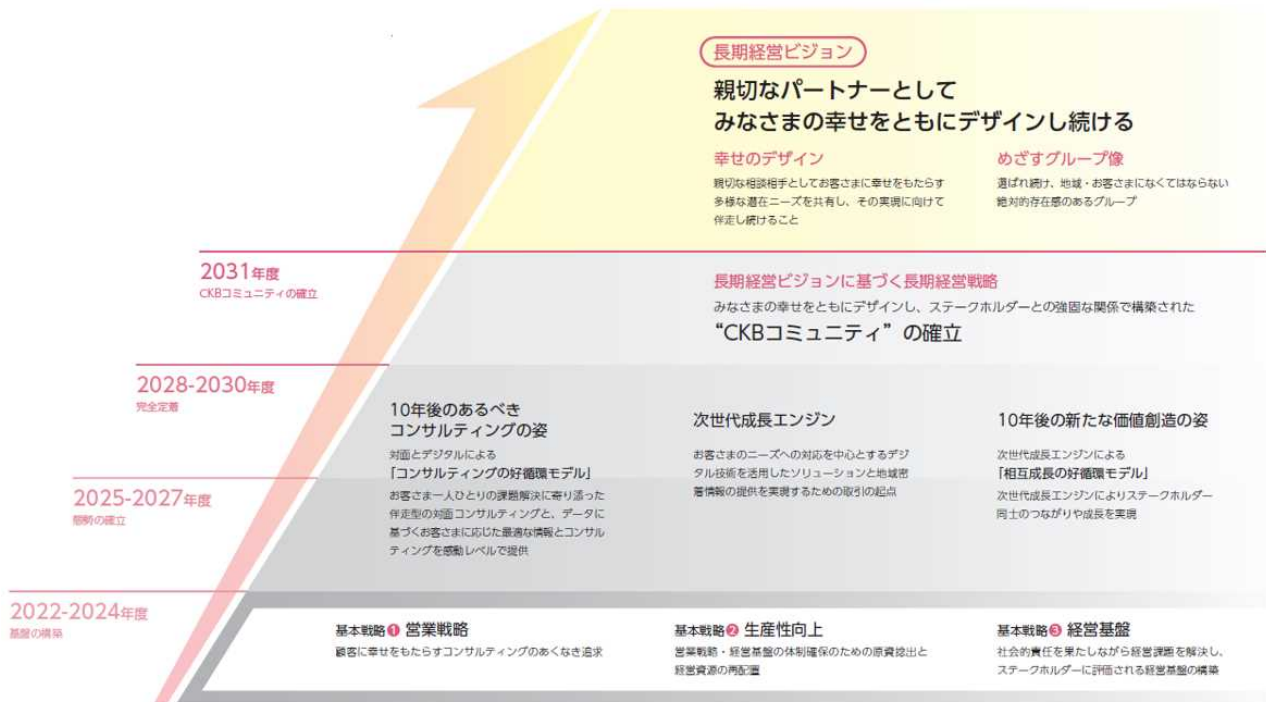 長期経営ビジョン
親切なパートナーとして
みなさまの幸せをともにデザインし続ける
幸せのデザイン
親切な相談相手としてお客さまに幸せをもたらす
多様な潜在ニーズを共有し、その実現に向けて
伴走し続けること
めざすグループ像
選ばれ続け、地域・お客さまになくてはならない
絶対的存在感のあるグループ
2031年度
CKBコミュニティの確立
長期経営ビジョンに基づく長期経営戦略
みなさまの幸せをともにデザインし、ステークホルダーとの強固な関係で構築された
“CKBコミュニティ”の確立
2028-2030年度
完全定着
10年後のあるべき
コンサルティングの姿
対面とデジタルによる
「コンサルティングの好循環モデル」
お客さま一人ひとりの課題解決に寄り添った
伴走型の対面コンサルティングと、データに
基づくお客さまに応じた最適な情報とコンサル
ティングを感動レベルで提供
次世代成長エンジン
お客さまのニーズへの対応を中心とするデジ
タル技術を活用したソリューションと地域密
着情報の提供を実現するための取引の起点
10年後の新たな価値創造の姿
次世代成長エンジンによる
「相互成長の好循環モデル」
次世代成長エンジンによりステークホルダー
同士のつながりや成長を実現
2025-2027年度
態勢の確立
2022-2024年度
基盤の構築
基本戦略❶ 営業戦略
顧客に幸せをもたらすコンサルティングのあくなき追求
基本戦略❷ 生産性向上
営業戦略・経営基盤の体制確保のための原資捻出と
経営資源の再配置
基本戦略❸ 経営基盤
社会的責任を果たしながら経営課題を解決し、
ステークホルダーに評価される経営基盤の構築